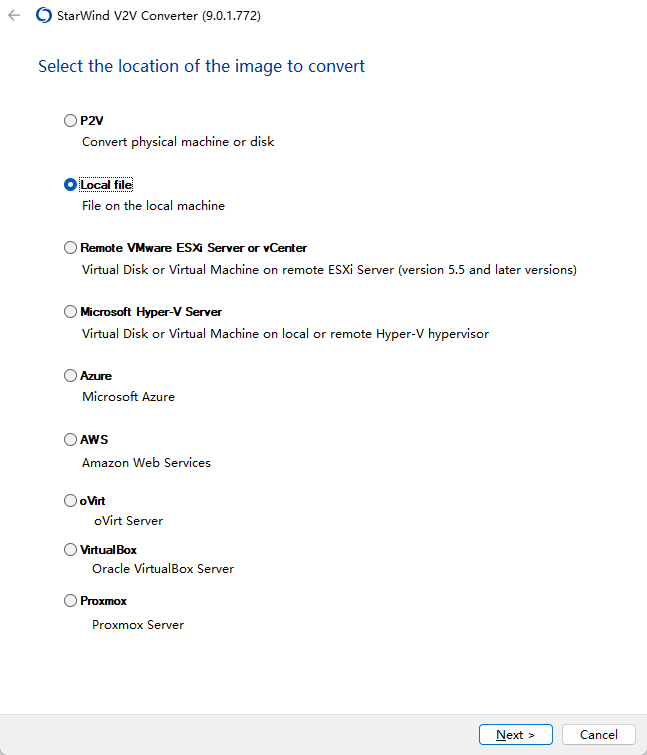 StarWind V2V Converter (9.0.1.772)
Select the location of the image to convert
P2V
Convert physical machine or disk
Local file
File on the local machine
Remote VMware ESXi Server or vCenter
Virtual Disk or Virtual Machine on remote ESXi Server (version 5.5 and later versions)
Microsoft Hyper-V Server
Virtual Disk or Virtual Machine on local or remote Hyper-V hypervisor
Azure
Microsoft Azure
AWS
Amazon Web Services
oVirt
oVirt Server
VirtualBox
Oracle VirtualBox Server
Proxmox
Proxmox Server
Next > Cancel